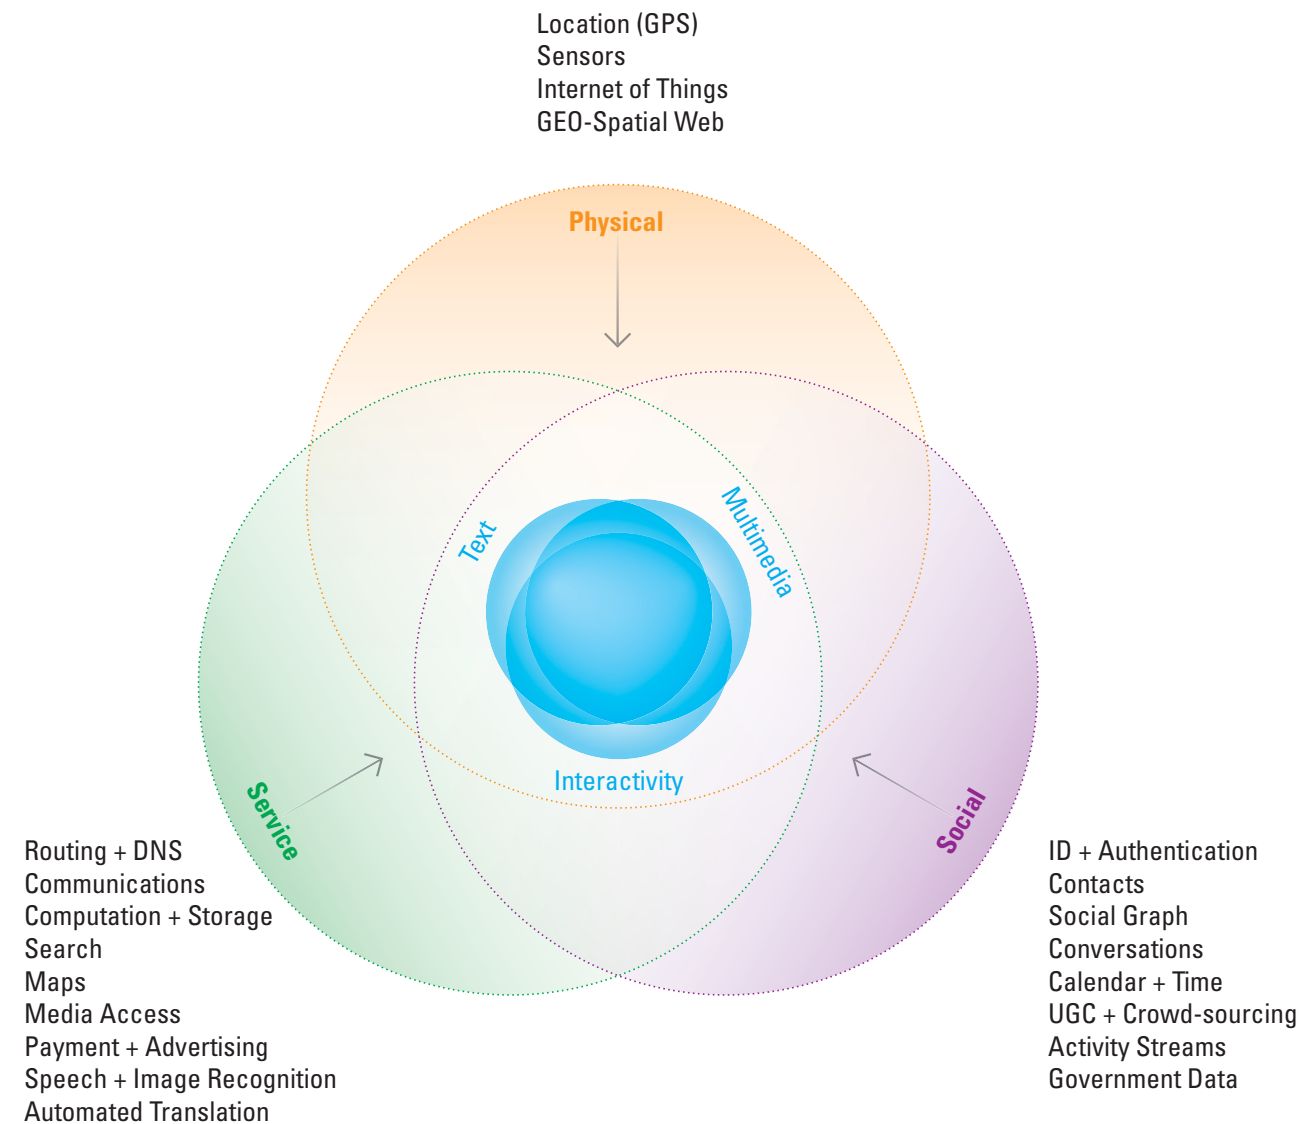 Location (GPS)
Sensors
Internet of Things
GEO-Spatial Web
Physical
Text
Multimedia
Interactivity
Service
Routing + DNS
Communications
Computation + Storage
Search
Maps
Media Access
Payment + Advertising
Speech + Image Recognition
Automated Translation
Social
ID + Authentication
Contacts
Social Graph
Conversations
Calendar + Time
UGC + Crowd-sourcing
Activity Streams
Government Data